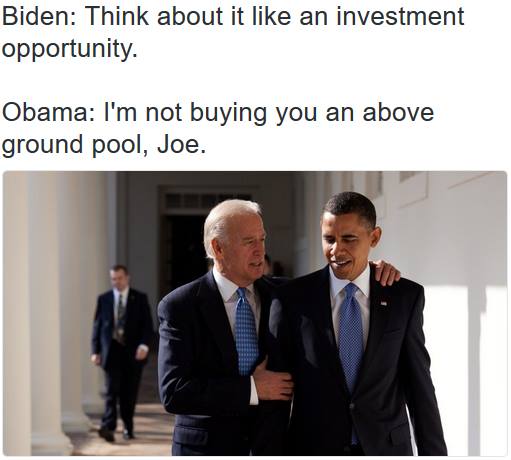 Biden: Think about it like an investment
opportunity.
Obama: I'm not buying you an above
ground pool, Joe.